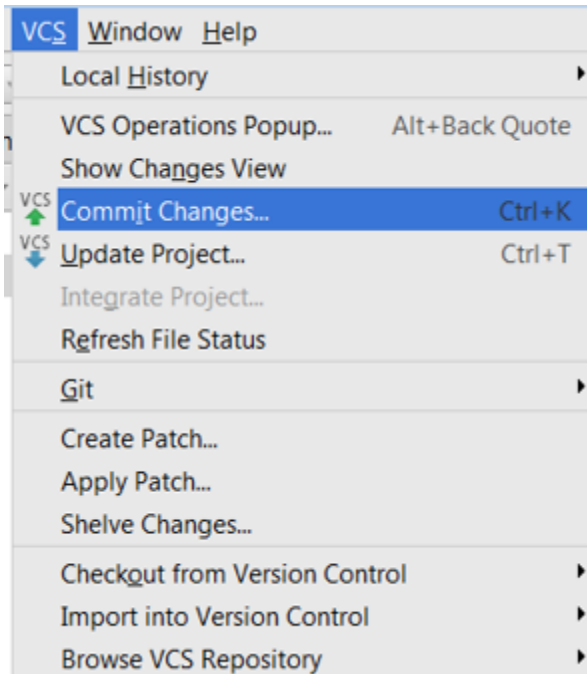 VCS Window Help
Local History
VCS Operations Popup... Alt+Back Quote
Show Changes View
VCS Commit Changes... Ctrl+K
VCS Update Project... Ctrl+T
Integrate Project...
Refresh File Status
Git
Create Patch...
Apply Patch...
Shelve Changes...
Checkout from Version Control
Import into Version Control
Browse VCS Repository